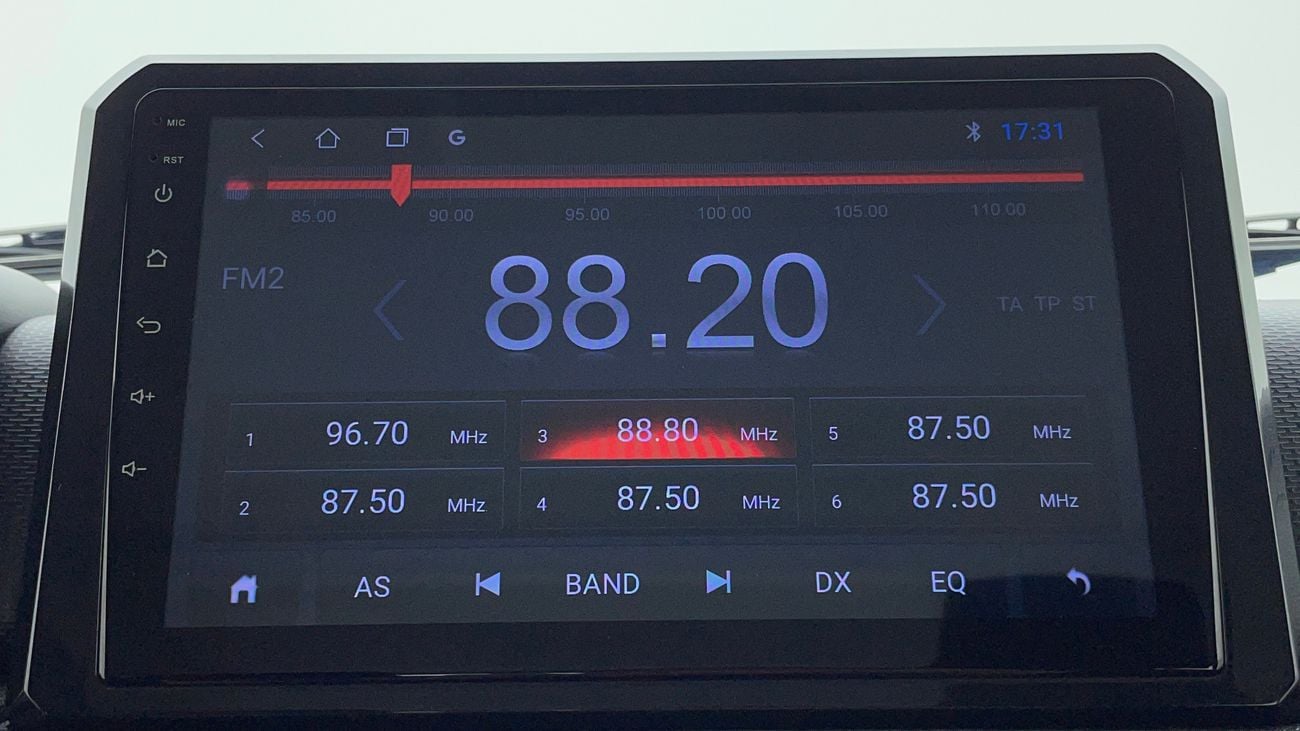 MIC
G
17:31
RST
85.00 90.00 95.00 100.00 105.00 110.00
FM2
88.20
TA TP ST
1 96.70 MHz
3 88.80 MHz
5 87.50 MHz
2 87.50 MHz
4 87.50 MHz
6 87.50 MHz
AS BAND DX EQ